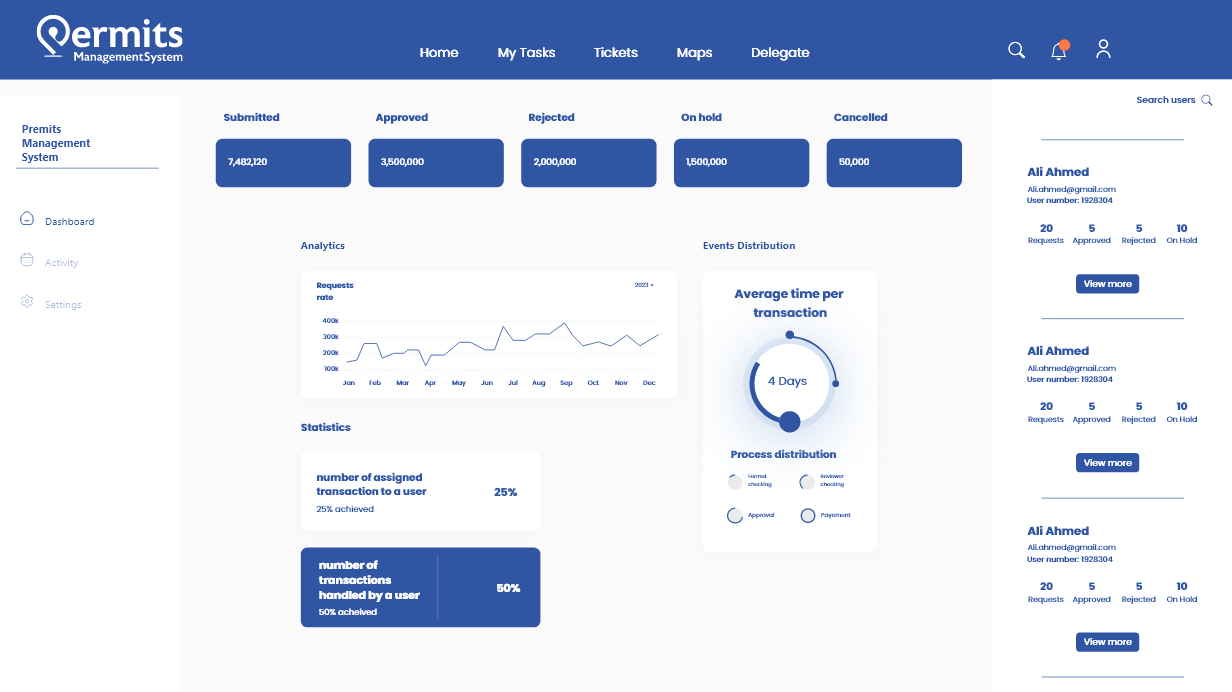 Permits
ManagementSystem
Home
My Tasks
Tickets
Maps
Delegate
Search users
Premits
Management
System
Dashboard
Activity
Settings
Submitted
Approved
Rejected
On hold
Cancelled
7,482,120
3,500,000
2,000,000
1,500,000
50,000
Analytics
Requests
rate
2023
400k
300k
200k
100k
Jan Feb Mar Apr May Jun Jul Aug Sep Oct Nov Dec
Statistics
number of assigned
transaction to a user
25% achieved
25%
number of
transactions
handled by a user
50% acheived
50%
Events Distribution
Average time per
transaction
4 Days
Process distribution
Format
checking
Reviewer
checking
Approval
Payament
Ali Ahmed
Ali.ahmed@gmail.com
User number: 1928304
20 5 5 10
Requests Approved Rejected On Hold
View more
Ali Ahmed
Ali.ahmed@gmail.com
User number: 1928304
20 5 5 10
Requests Approved Rejected On Hold
View more
Ali Ahmed
Ali.ahmed@gmail.com
User number: 1928304
20 5 5 10
Requests Approved Rejected On Hold
View more